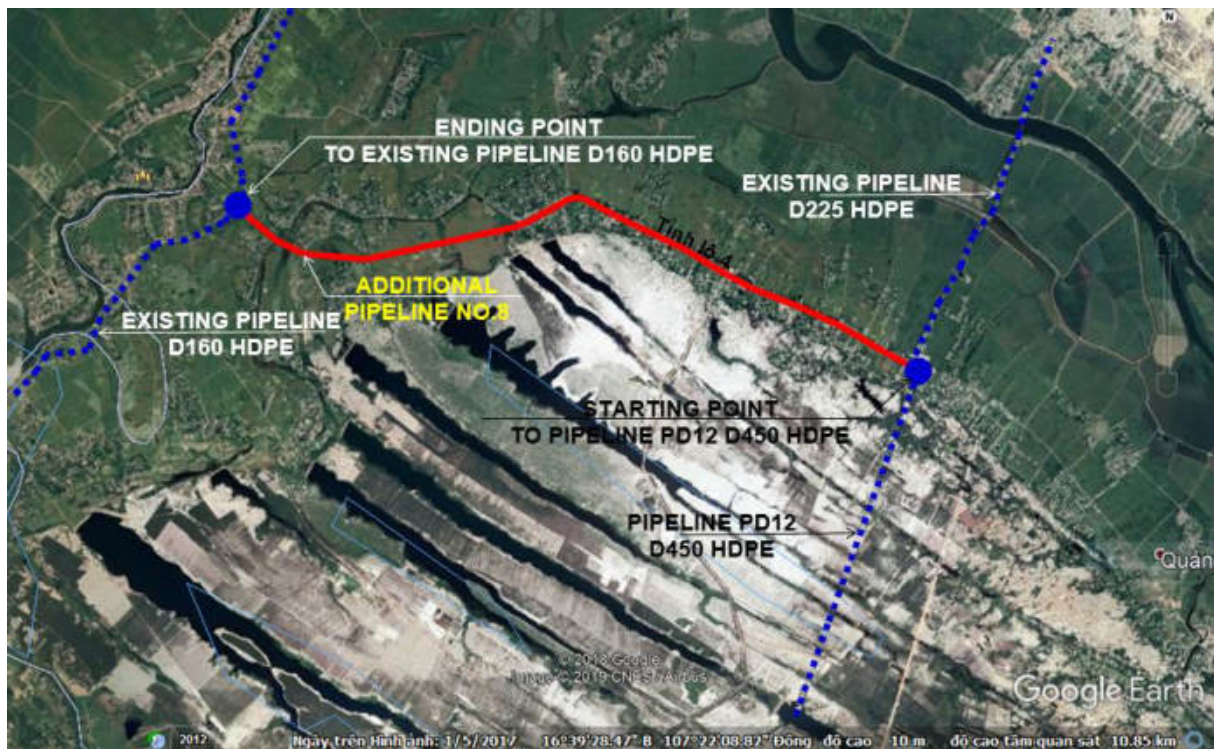 N
ENDING POINT
TO EXISTING PIPELINE D160 HDPE
EXISTING PIPELINE
D225 HDPE
Tỉnh lộ 4
ADDITIONAL
PIPELINE NO.8
EXISTING PIPELINE
D160 HDPE
STARTING POINT
TO PIPELINE PD12 D450 HDPE
PIPELINE PD12
D450 HDPE
Quản
© 2018 Google
Image © 2019 CNES / Airbus
Google Earth
2012
Ngày trên Hình ảnh: 1/5/2017 16°39'28.47" B 107°22'08.82" Đông độ cao 10 m độ cao tầm quan sát 10.85 km